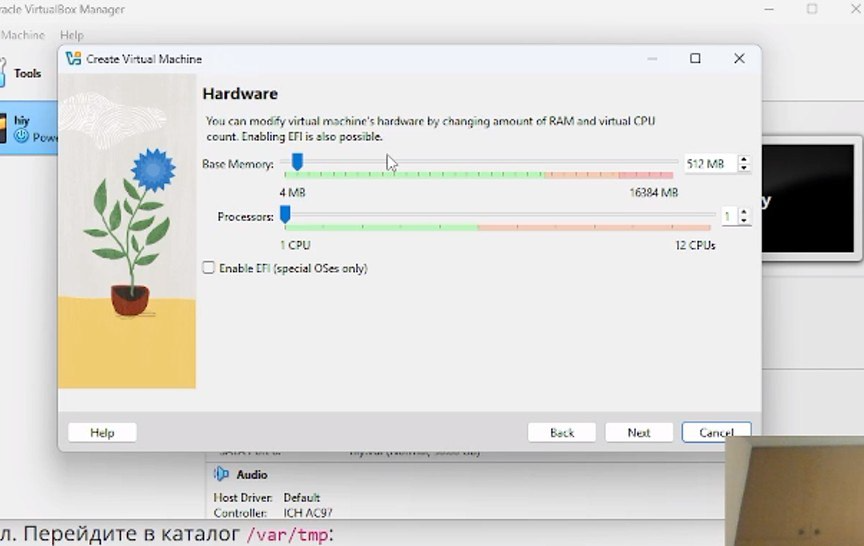 racle VirtualBox Manager
Machine Help
Tools
hiy
Powe
Create Virtual Machine
Hardware
You can modify virtual machine's hardware by changing amount of RAM and virtual CPU
count. Enabling EFI is also possible.
Base Memory:
512 MB
4 MB
16384 MB
Processors:
1
1 CPU
12 CPUs
Enable EFI (special OSes only)
y
Help
Back
Next
Cancel
Audio
Host Driver: Default
Controller: ICH AC97
л. Перейдите в каталог /var/tmp: